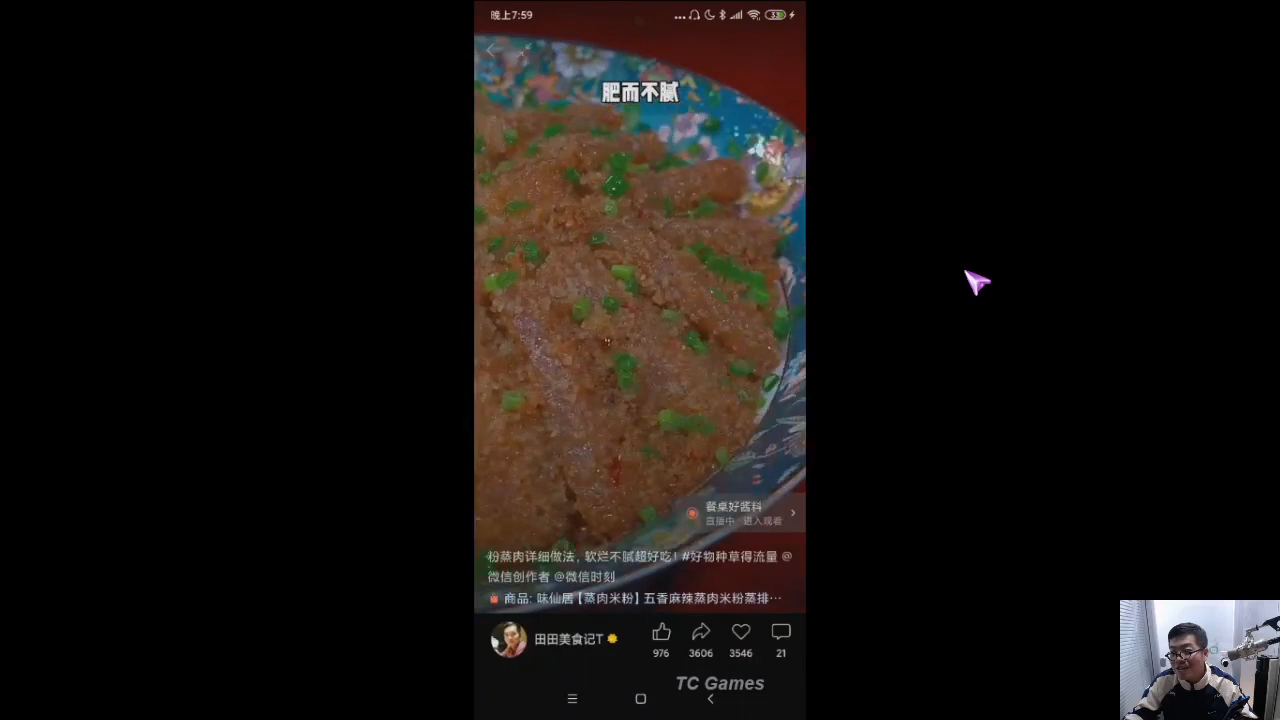 晚上7:59
33
肥而不腻
餐桌好酱料
直播中 进入观看
粉蒸肉详细做法，软烂不腻超好吃！#好物种草得流量 @
微信创作者 @微信时刻
商品: 味仙居【蒸肉米粉】五香麻辣蒸肉米粉蒸排…
田田美食记T
976 3606 3546 21
TC Games